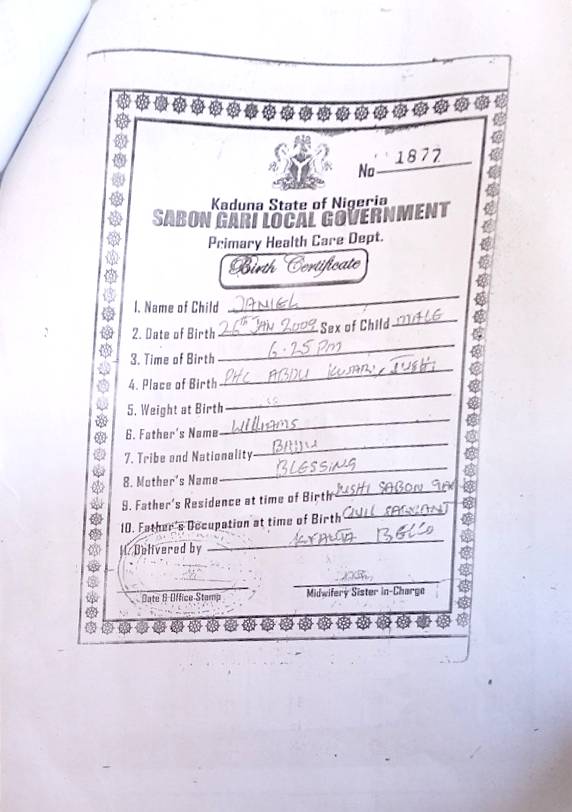 No 1877
Kaduna State of Nigeria
SABON GARI LOCAL GOVERNMENT
Primary Health Care Dept.
Birth Certificate
1. Name of Child DANIEL
2. Date of Birth 26th JAN 2009 Sex of Child MALE
3. Time of Birth 6.25 PM
4. Place of Birth PHC ABDU
5. Weight at Birth
6. Father's Name Williams
7. Tribe and Nationality BAJJU
8. Mother's Name BLESSING
9. Father's Residence at time of Birth SABON
10. Father's Occupation at time of Birth CIVIL SERVANT
11. Delivered by BELLO
Date & Office Stamp
Midwifery Sister in-Charge